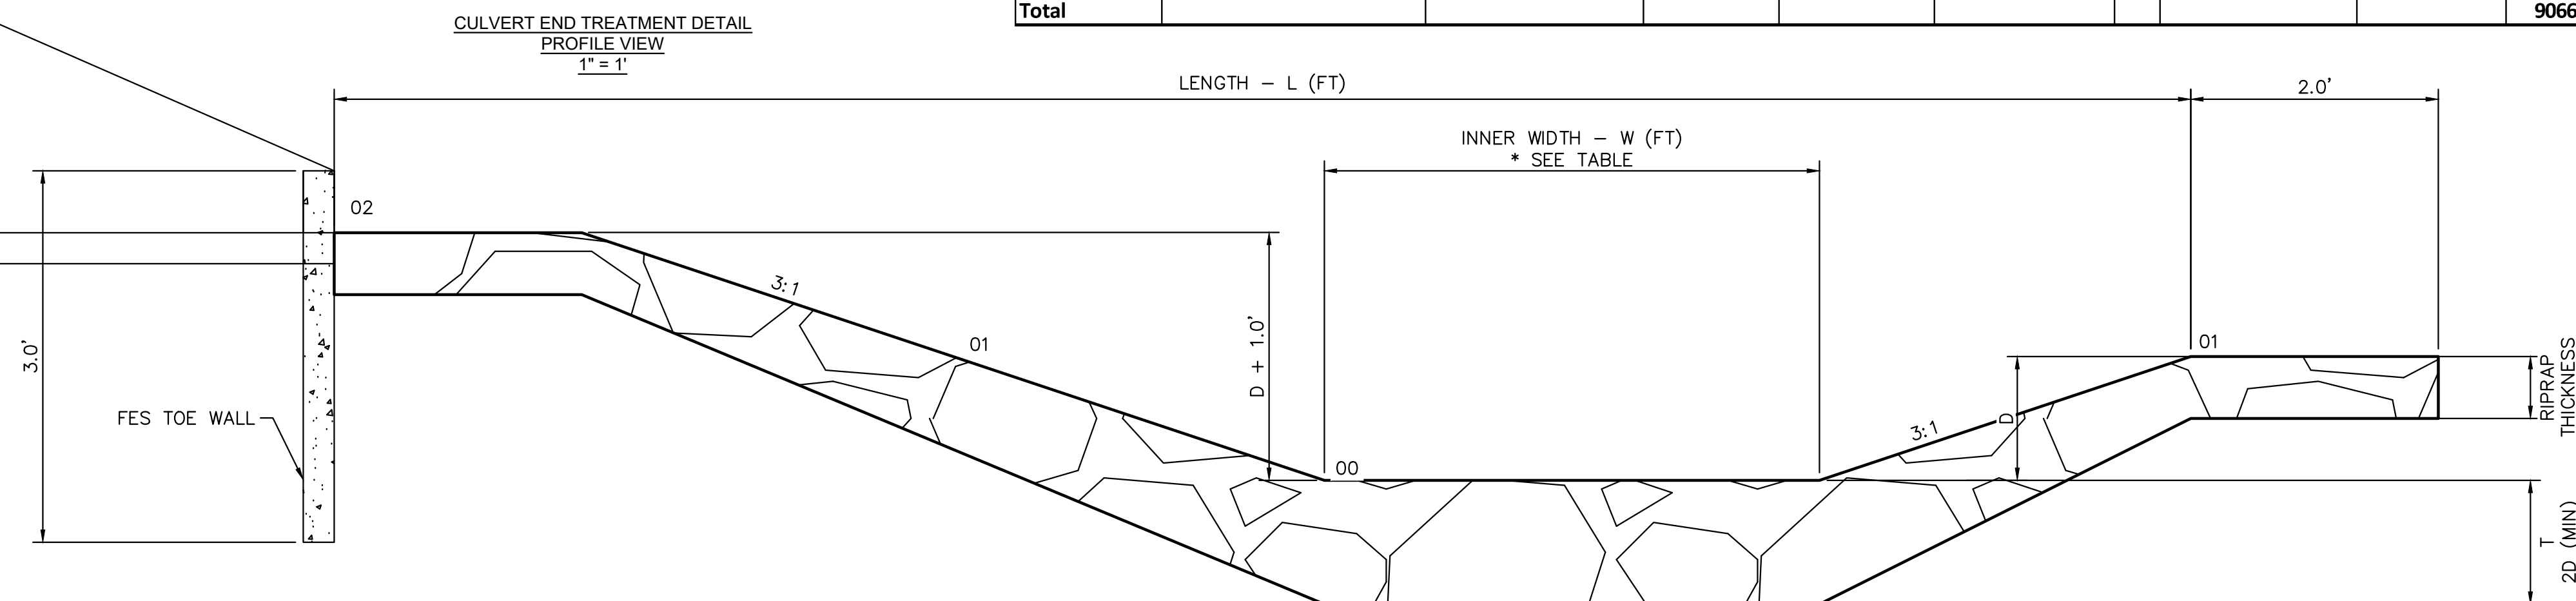 Total
9066
CULVERT END TREATMENT DETAIL
PROFILE VIEW
1" = 1'
LENGTH - L (FT)
2.0'
INNER WIDTH - W (FT)
* SEE TABLE
02
3:1
01
D + 1.0'
00
3:1
D
01
RIPRAP
THICKNESS
3.0'
FES TOE WALL
T
2D (MIN)